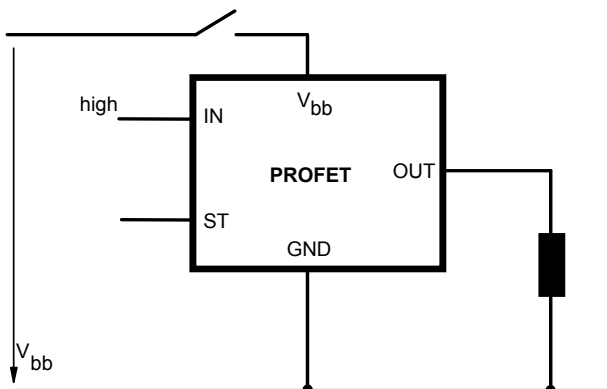 high
IN
Vbb
PROFET
OUT
ST
GND
Vbb